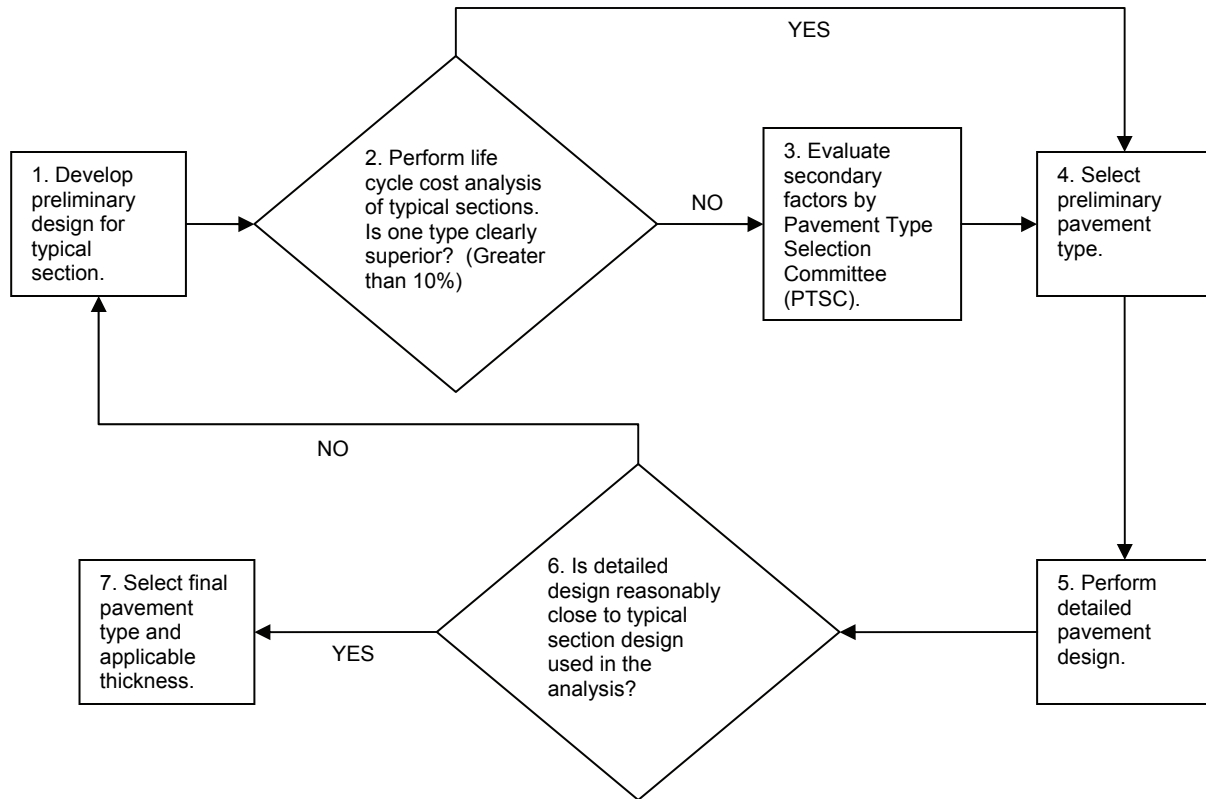 YES
1. Develop
preliminary
design for
typical
section.
2. Perform life
cycle cost analysis
of typical sections.
Is one type clearly
superior? (Greater
than 10%)
NO
3. Evaluate
secondary
factors by
Pavement Type
Selection
Committee
(PTSC).
4. Select
preliminary
pavement
type.
NO
7. Select final
pavement
type and
applicable
thickness.
YES
6. Is detailed
design reasonably
close to typical
section design
used in the
analysis?
5. Perform
detailed
pavement
design.